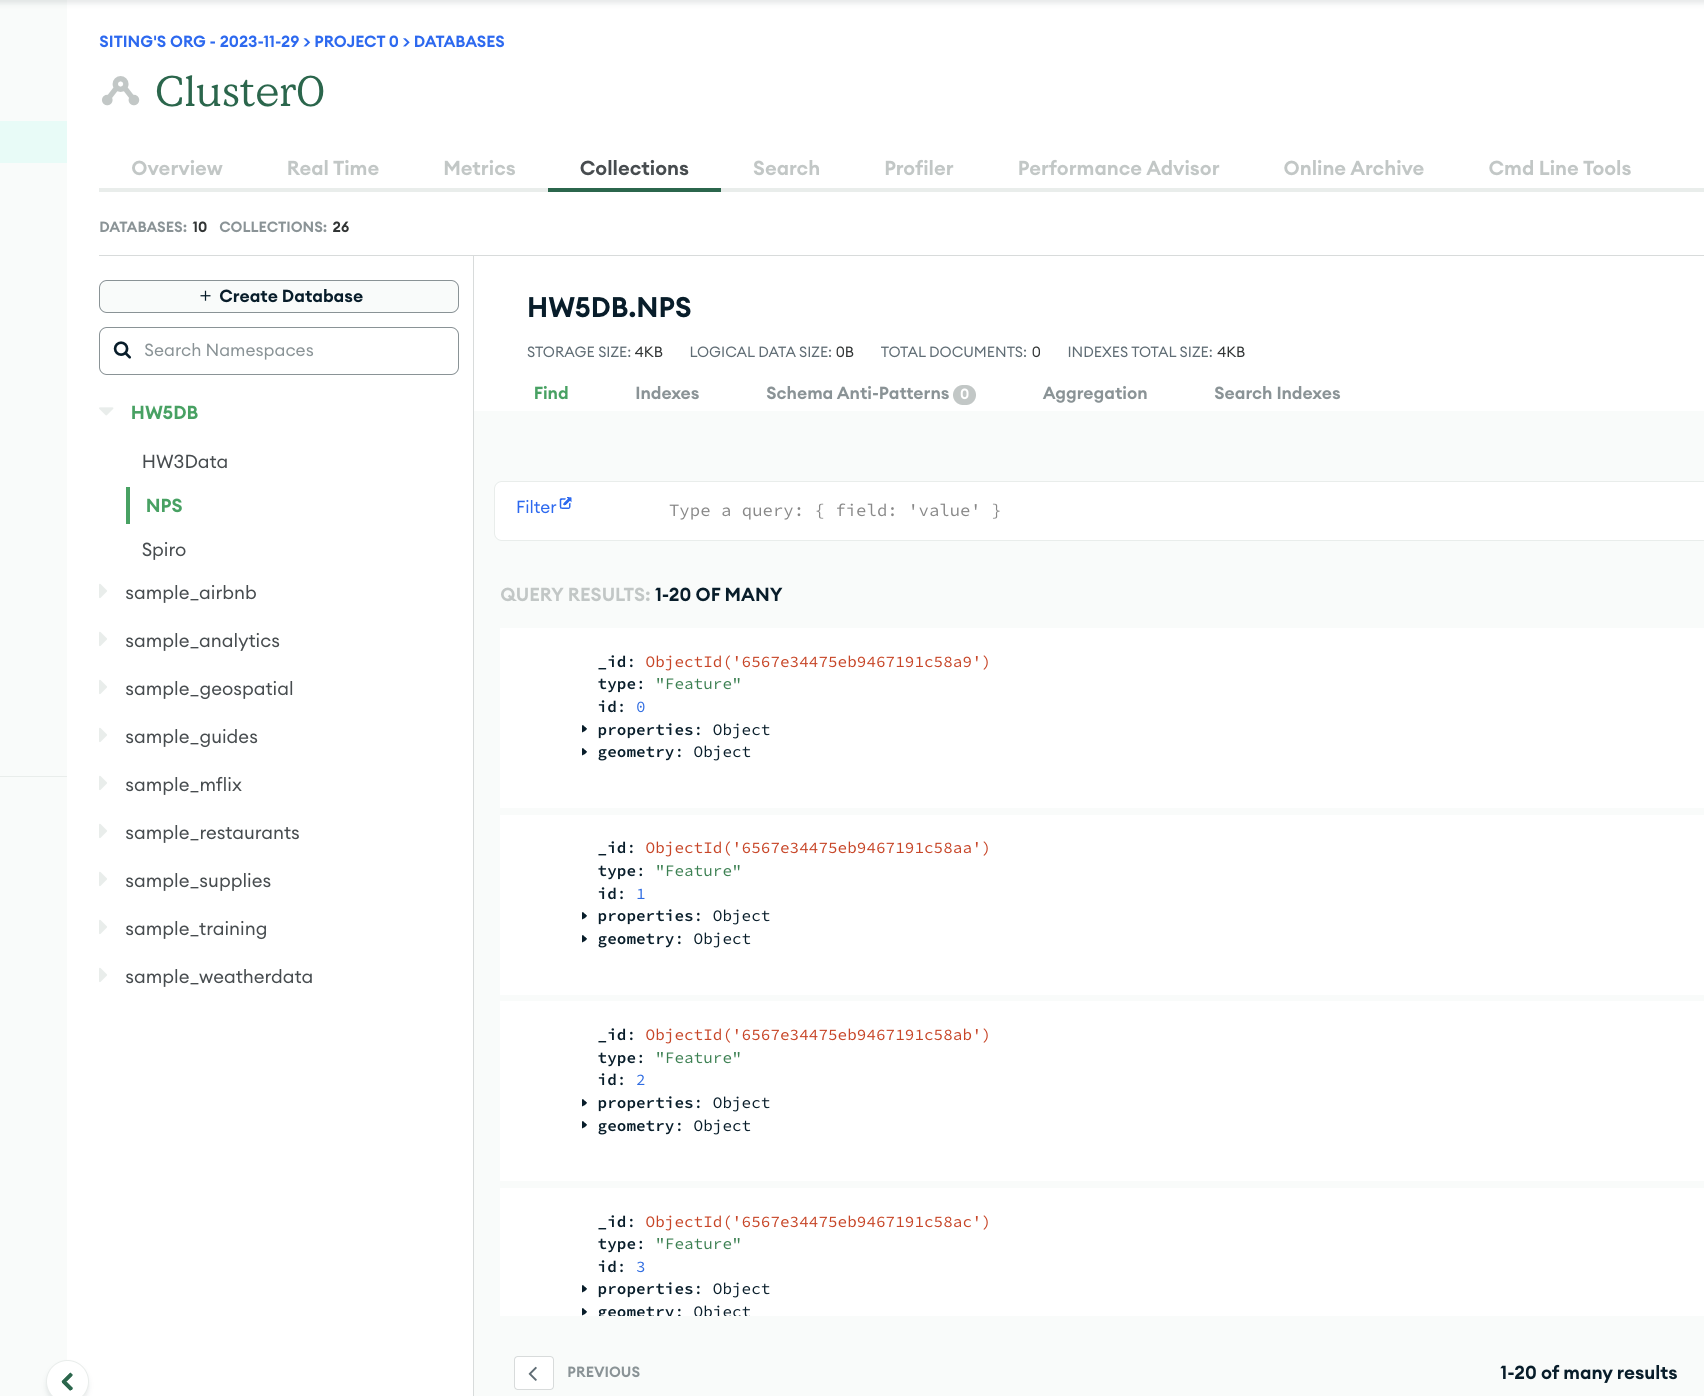 SITING'S ORG - 2023-11-29 > PROJECT 0 > DATABASES
Cluster0
Overview Real Time Metrics Collections Search Profiler Performance Advisor Online Archive Cmd Line Tools
DATABASES: 10 COLLECTIONS: 26
+ Create Database
Search Namespaces
HW5DB
HW3Data
NPS
Spiro
sample_airbnb
sample_analytics
sample_geospatial
sample_guides
sample_mflix
sample_restaurants
sample_supplies
sample_training
sample_weatherdata
HW5DB.NPS
STORAGE SIZE: 4KB LOGICAL DATA SIZE: 0B TOTAL DOCUMENTS: 0 INDEXES TOTAL SIZE: 4KB
Find Indexes Schema Anti-Patterns 0 Aggregation Search Indexes
Filter Type a query: { field: 'value' }
QUERY RESULTS: 1-20 OF MANY
_id: ObjectId('6567e34475eb9467191c58a9')
type: "Feature"
id: 0
properties: Object
geometry: Object
_id: ObjectId('6567e34475eb9467191c58aa')
type: "Feature"
id: 1
properties: Object
geometry: Object
_id: ObjectId('6567e34475eb9467191c58ab')
type: "Feature"
id: 2
properties: Object
geometry: Object
_id: ObjectId('6567e34475eb9467191c58ac')
type: "Feature"
id: 3
properties: Object
geometry: Object
PREVIOUS
1-20 of many results